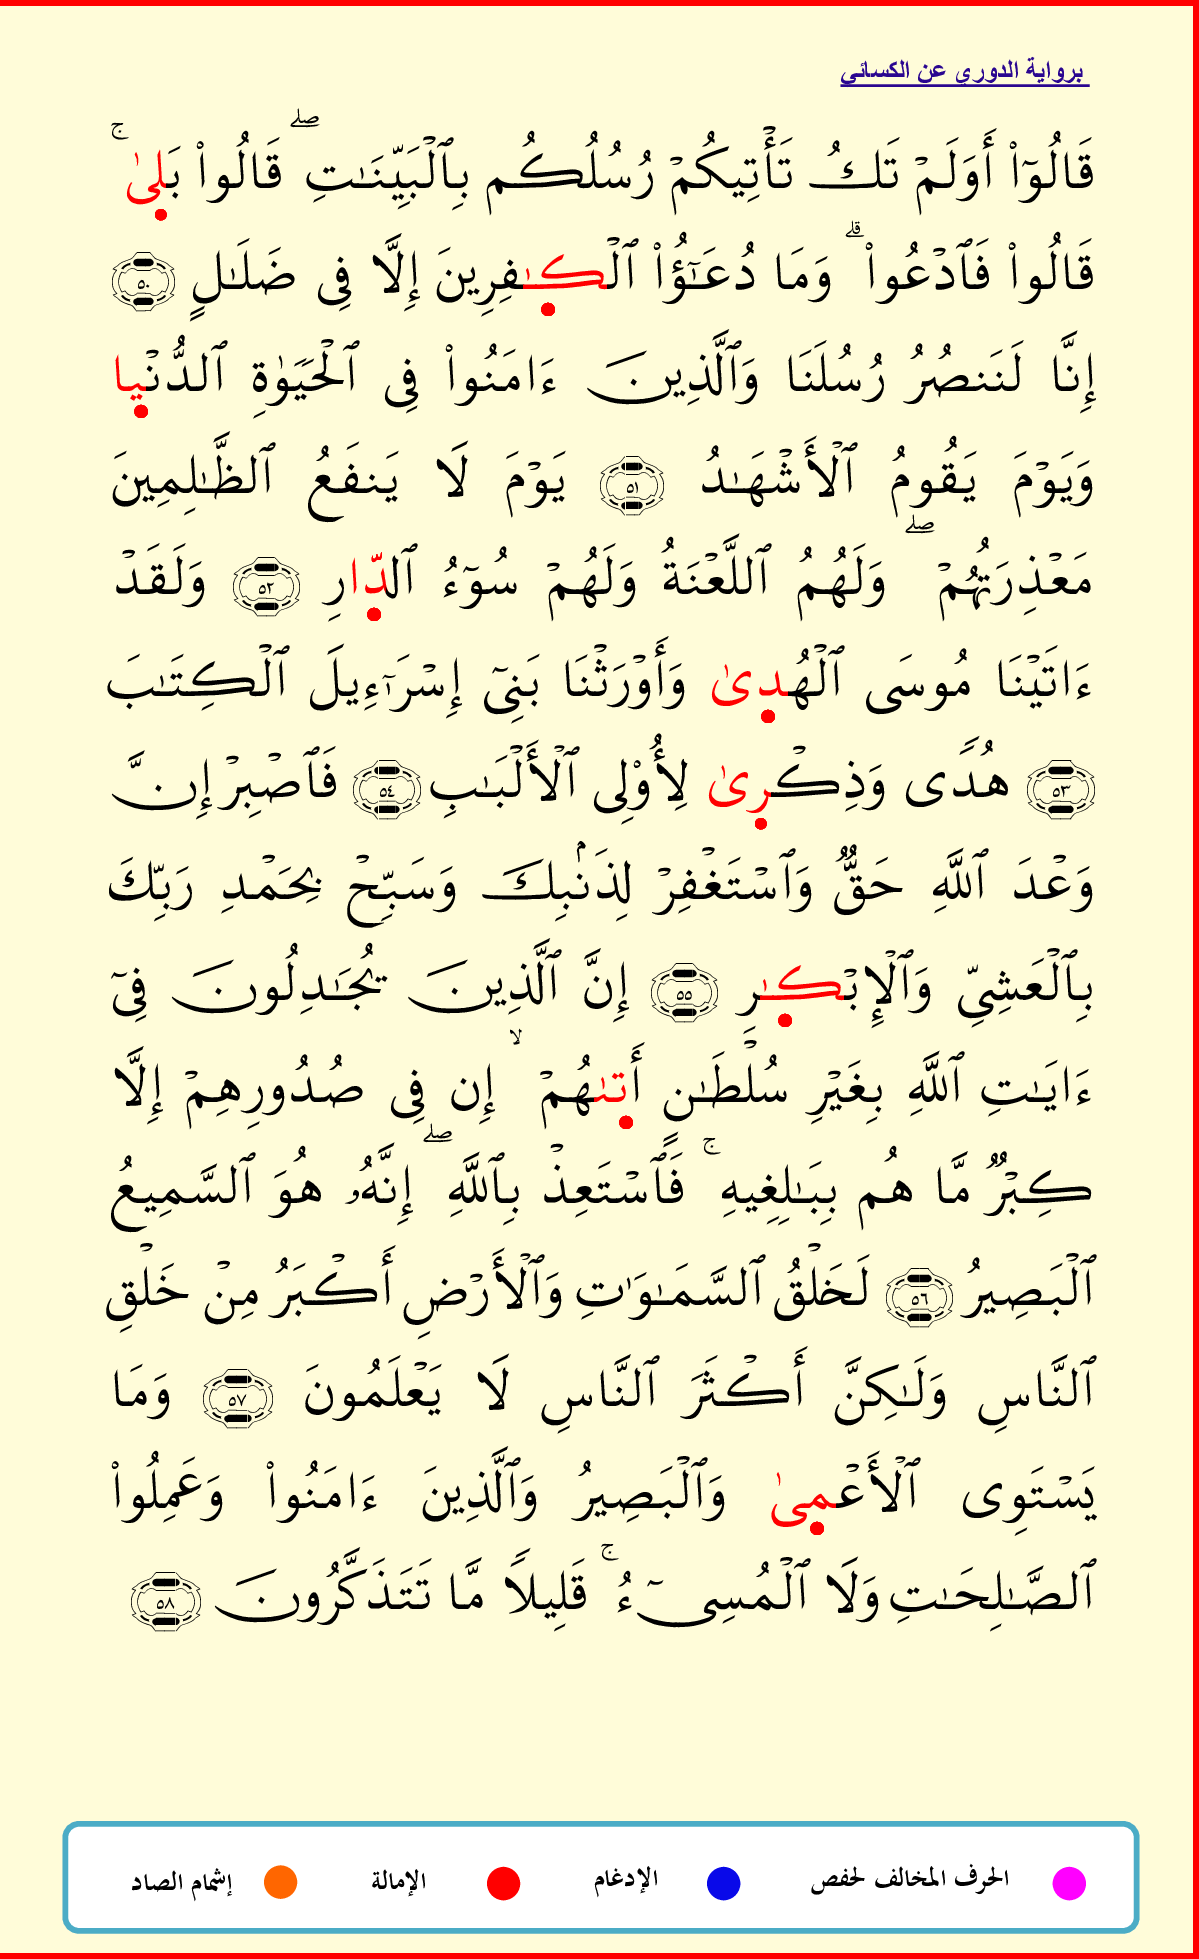 برواية الدوري عن الكسائي
قَالُوٓا۟ أَوَلَمْ تَكُ تَأْتِيكُمْ رُسُلُكُم بِٱلْبَيِّنَـٰتِ ۖ قَالُوا۟ بَلِىٰ ۚ
قَالُوا۟ فَٱدْعُوا۟ ۗ وَمَا دُعَـٰٓؤُا۟ ٱلْكـٰفِرِينَ إِلَّا فِى ضَلَـٰلٍ ٥٠
إِنَّا لَنَنصُرُ رُسُلَنَا وَٱلَّذِينَ ءَامَنُوا۟ فِى ٱلْحَيَوٰةِ ٱلدُّنْيا
وَيَوْمَ يَقُومُ ٱلْأَشْهَـٰدُ ٥١ يَوْمَ لَا يَنفَعُ ٱلظَّـٰلِمِينَ
مَعْذِرَتُهُمْ ۖ وَلَهُمُ ٱللَّعْنَةُ وَلَهُمْ سُوٓءُ ٱلدّارِ ٥٢ وَلَقَدْ
ءَاتَيْنَا مُوسَى ٱلْهُدِىٰ وَأَوْرَثْنَا بَنِىٓ إِسْرَٰٓءِيلَ ٱلْكِتَـٰبَ
٥٣ هُدًى وَذِكْرِىٰ لِأُو۟لِى ٱلْأَلْبَـٰبِ ٥٤ فَٱصْبِرْ إِنَّ
وَعْدَ ٱللَّهِ حَقٌّ وَٱسْتَغْفِرْ لِذَنۢبِكَ وَسَبِّحْ بِحَمْدِ رَبِّكَ
بِٱلْعَشِىِّ وَٱلْإِبْكـٰرِ ٥٥ إِنَّ ٱلَّذِينَ يُجَـٰدِلُونَ فِىٓ
ءَايَـٰتِ ٱللَّهِ بِغَيْرِ سُلْطَـٰنٍ أَتىٰهُمْ ۙ إِن فِى صُدُورِهِمْ إِلَّا
كِبْرٌ مَّا هُم بِبَـٰلِغِيهِ ۚ فَٱسْتَعِذْ بِٱللَّهِ ۖ إِنَّهُۥ هُوَ ٱلسَّمِيعُ
ٱلْبَصِيرُ ٥٦ لَخَلْقُ ٱلسَّمَـٰوَٰتِ وَٱلْأَرْضِ أَكْبَرُ مِنْ خَلْقِ
ٱلنَّاسِ وَلَـٰكِنَّ أَكْثَرَ ٱلنَّاسِ لَا يَعْلَمُونَ ٥٧ وَمَا
يَسْتَوِى ٱلْأَعْمِىٰ وَٱلْبَصِيرُ وَٱلَّذِينَ ءَامَنُوا۟ وَعَمِلُوا۟
ٱلصَّـٰلِحَـٰتِ وَلَا ٱلْمُسِىٓءُ ۚ قَلِيلًا مَّا تَتَذَكَّرُونَ ٥٨
الحرف المخالف لحفص الإدغام الإمالة إشمام الصاد